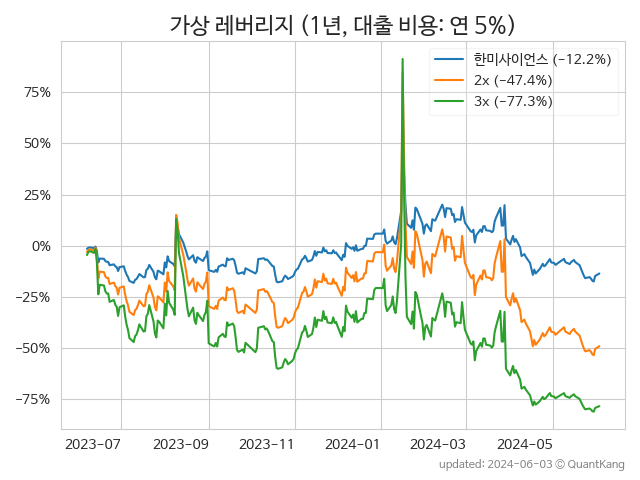 가상 레버리지 (1년, 대출 비용: 연 5%)
한미사이언스 (−12.2%)
2x (−47.4%)
3x (−77.3%)
75%
50%
25%
0%
−25%
−50%
−75%
2023-07 2023-09 2023-11 2024-01 2024-03 2024-05
updated: 2024-06-03 ⓒ QuantKang